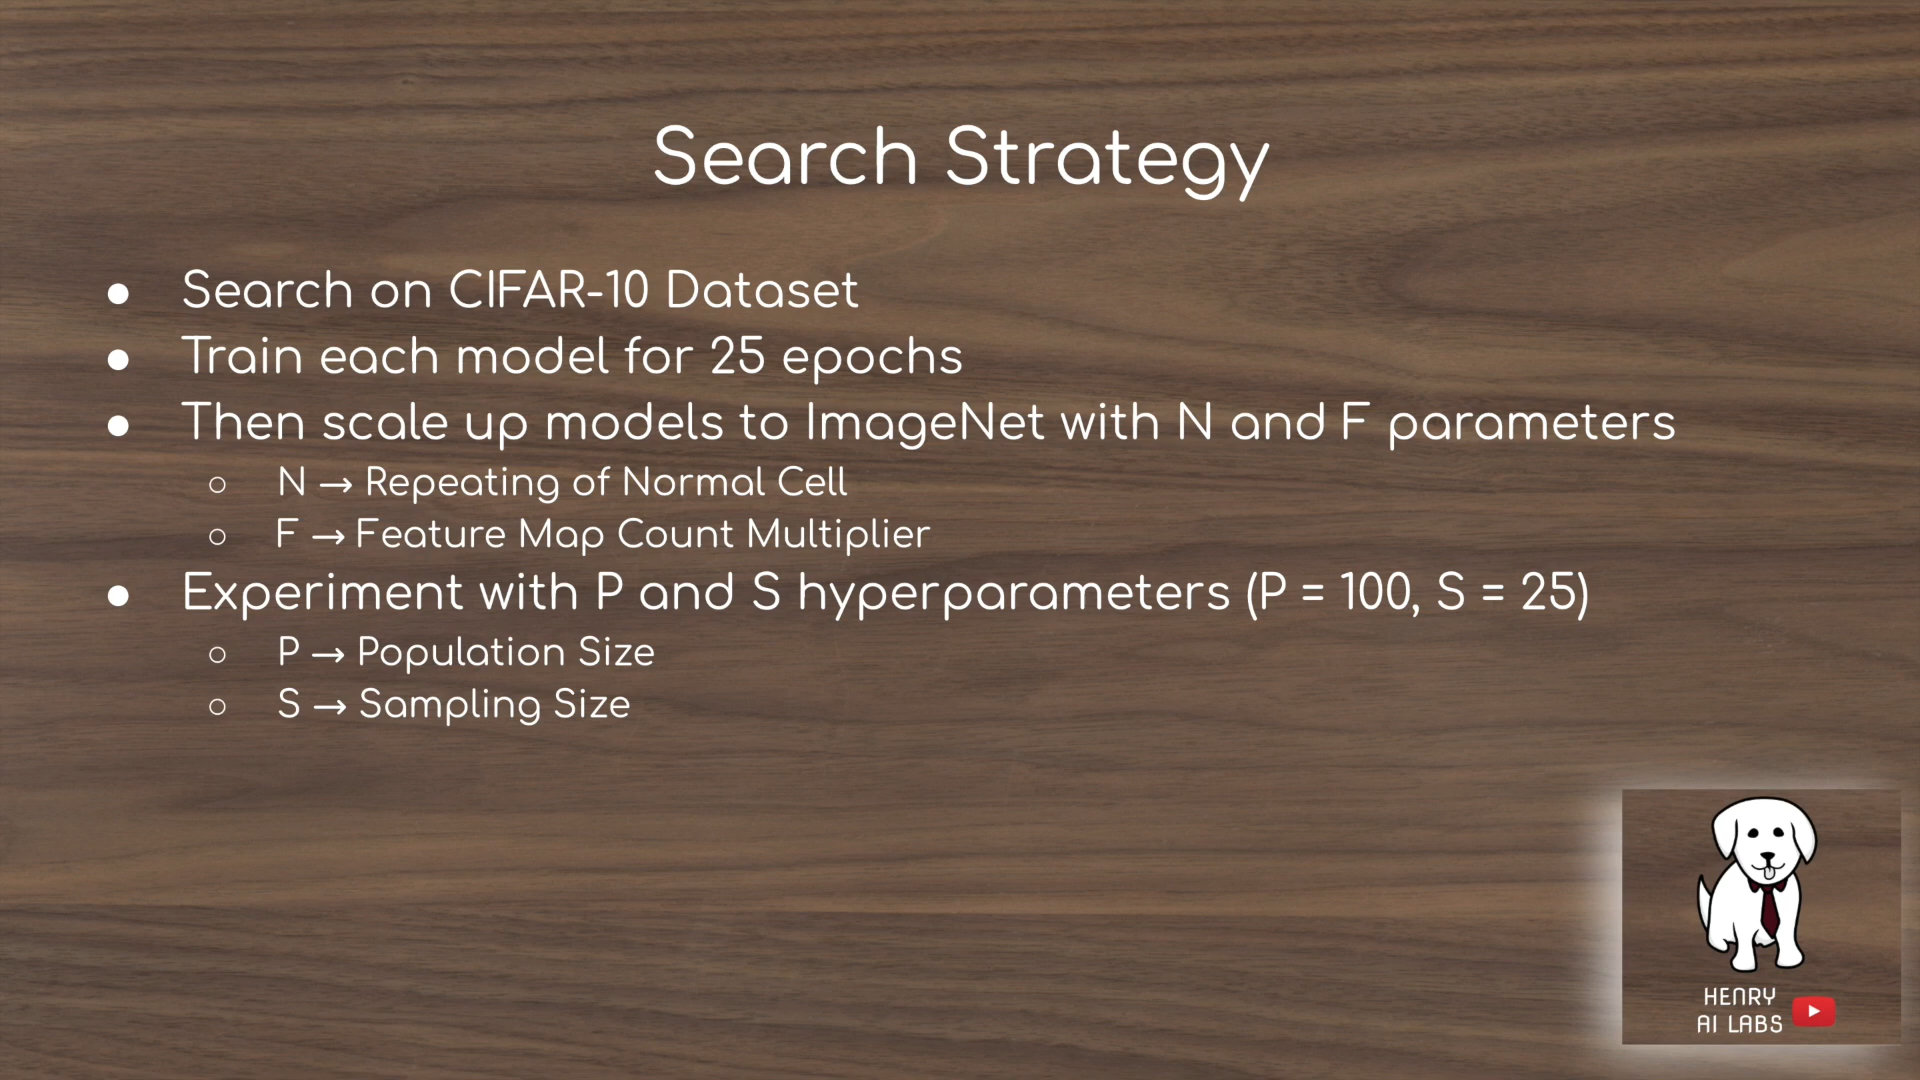 Search Strategy
● Search on CIFAR-10 Dataset
● Train each model for 25 epochs
● Then scale up models to ImageNet with N and F parameters
○ N → Repeating of Normal Cell
○ F → Feature Map Count Multiplier
● Experiment with P and S hyperparameters (P = 100, S = 25)
○ P → Population Size
○ S → Sampling Size
HENRY
AI LABS